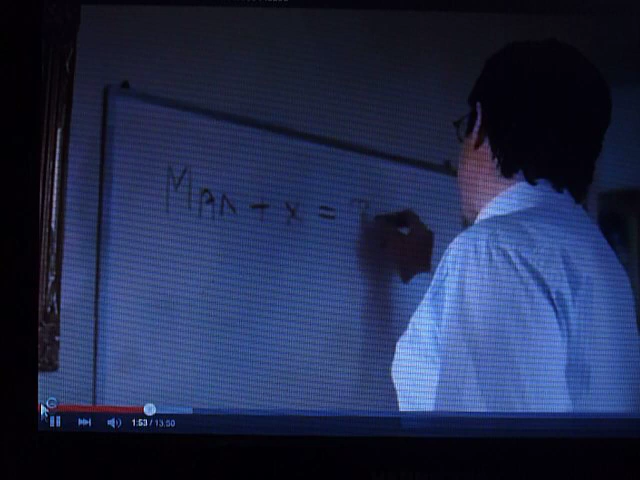 MAN + x = ?
1:53 / 13:50